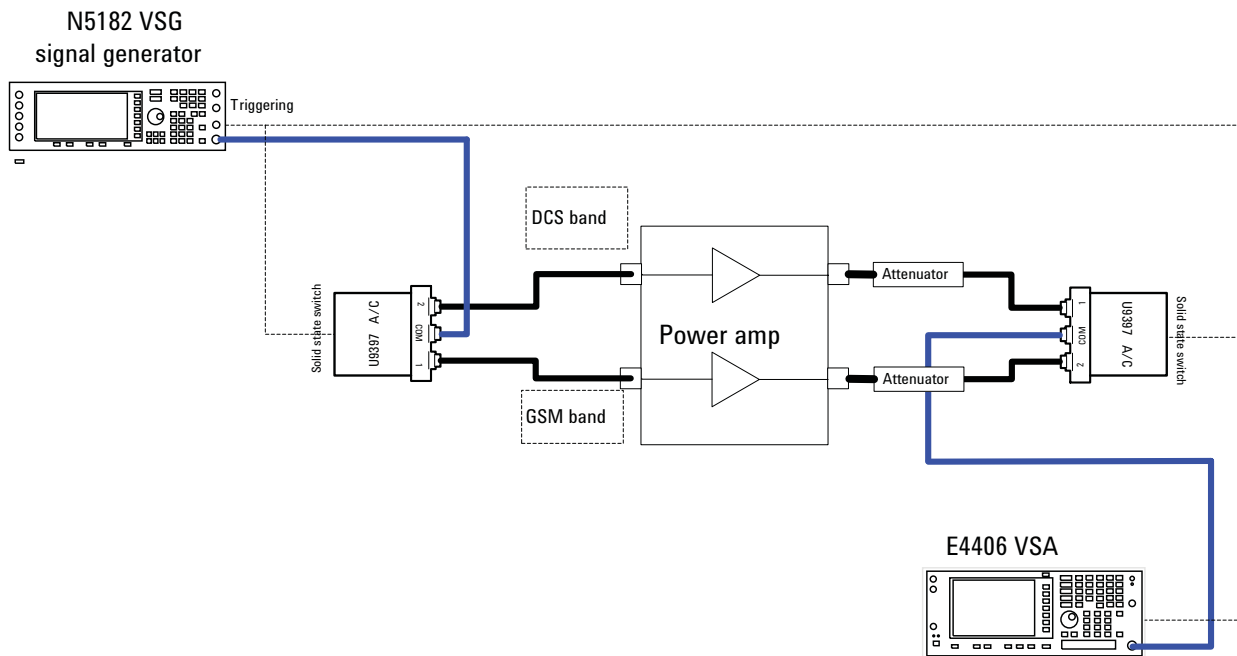 N5182 VSG
signal generator
Triggering
DCS band
Solid state switch
U9397 A/C
2
COM
1
Power amp
GSM band
Attenuator
Attenuator
1
COM
2
U9397 A/C
Solid state switch
E4406 VSA